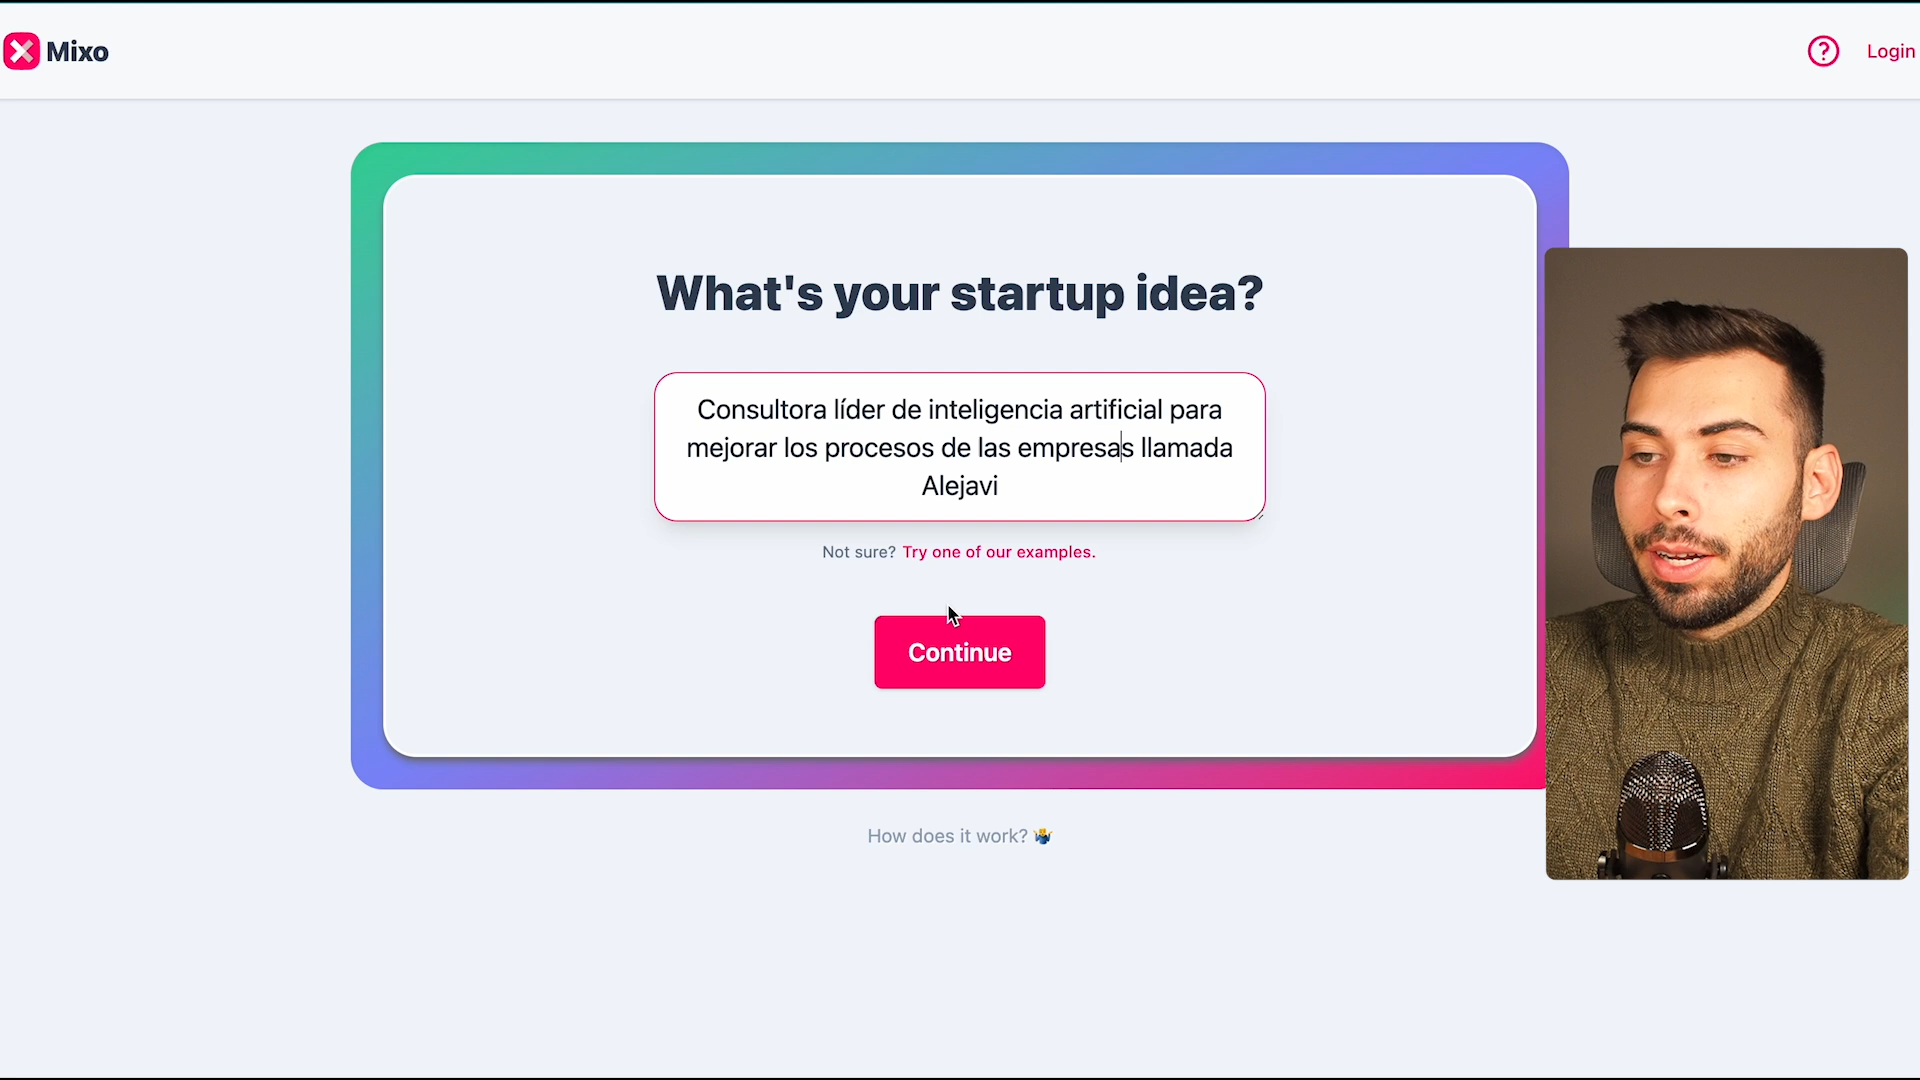 Mixo
Login
What's your startup idea?
Consultora líder de inteligencia artificial para
mejorar los procesos de las empresas llamada
Alejavi
Not sure? Try one of our examples.
Continue
How does it work? 🤷